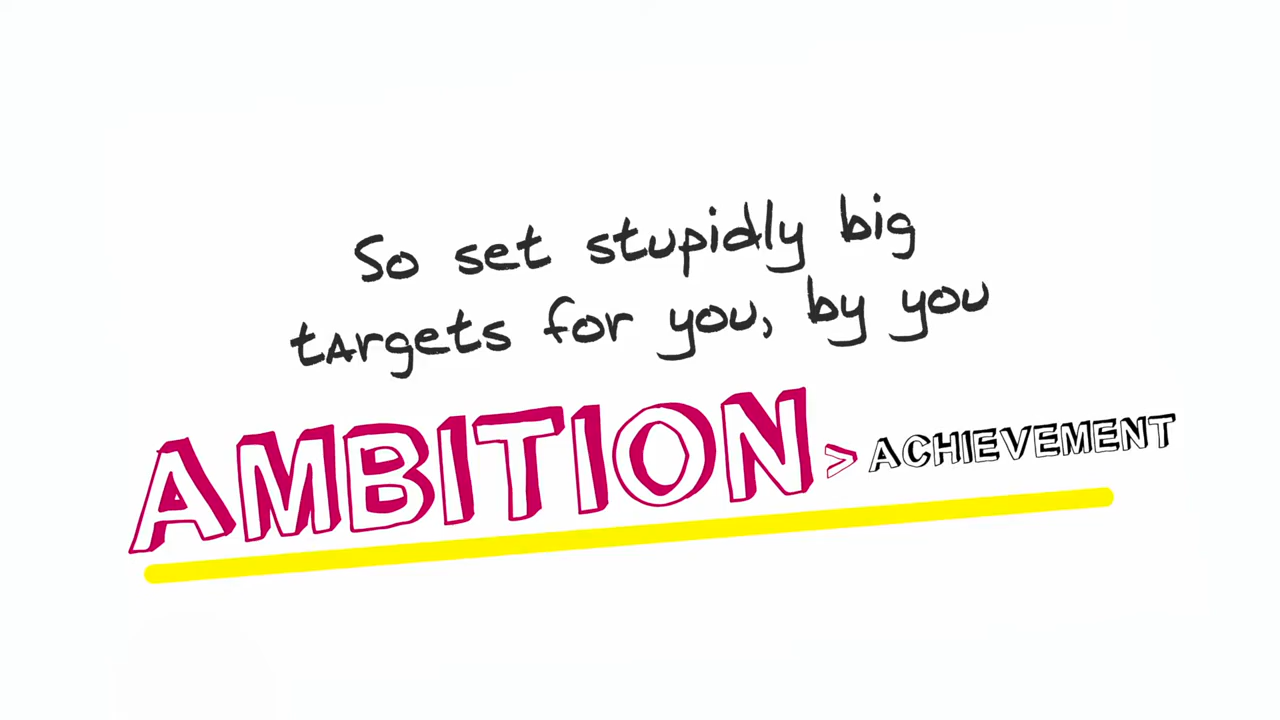 So set stupidly big
tArgets for you, by you
AMBITION > ACHIEVEMENT